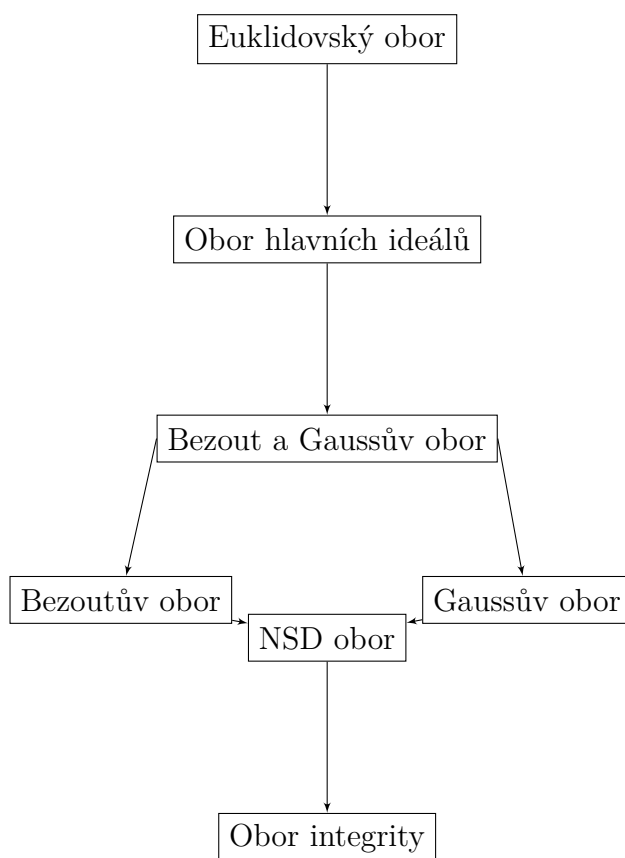 Euklidovský obor
Obor hlavních ideálů
Bezout a Gaussův obor
Bezoutův obor
Gaussův obor
NSD obor
Obor integrity